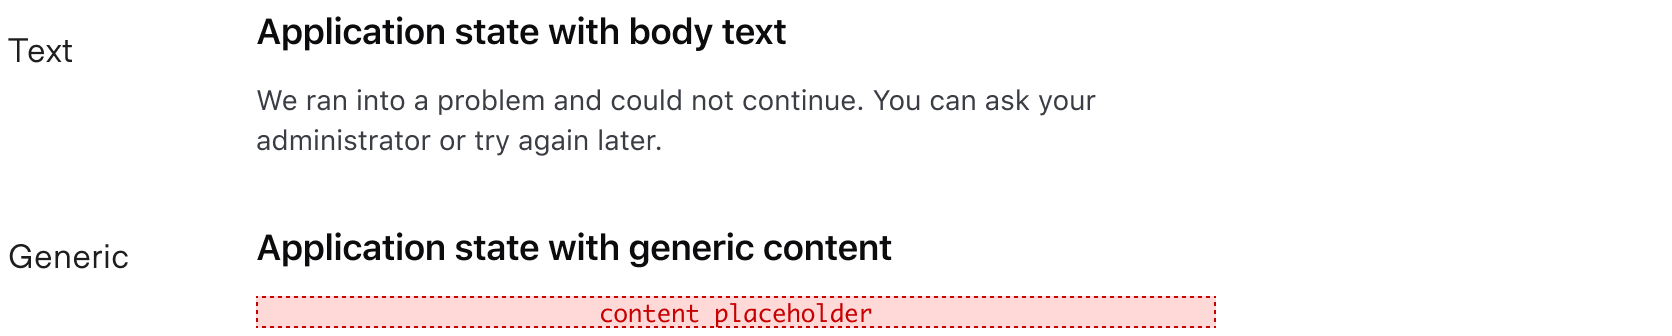 Text
Application state with body text
We ran into a problem and could not continue. You can ask your
administrator or try again later.
Generic
Application state with generic content
content placeholder